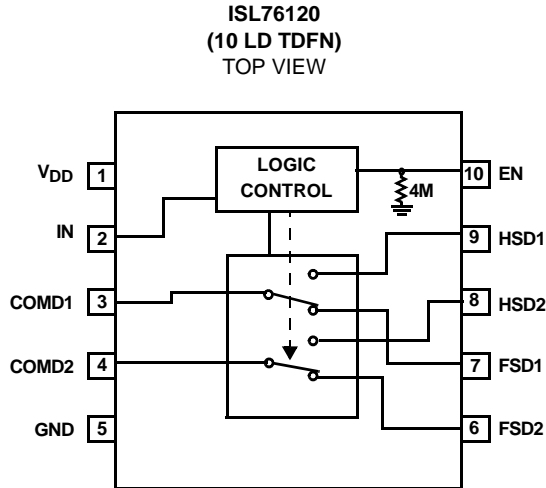 ISL76120
(10 LD TDFN)
TOP VIEW
VDD 1
IN 2
COMD1 3
COMD2 4
GND 5
LOGIC
CONTROL
4M
10 EN
9 HSD1
8 HSD2
7 FSD1
6 FSD2